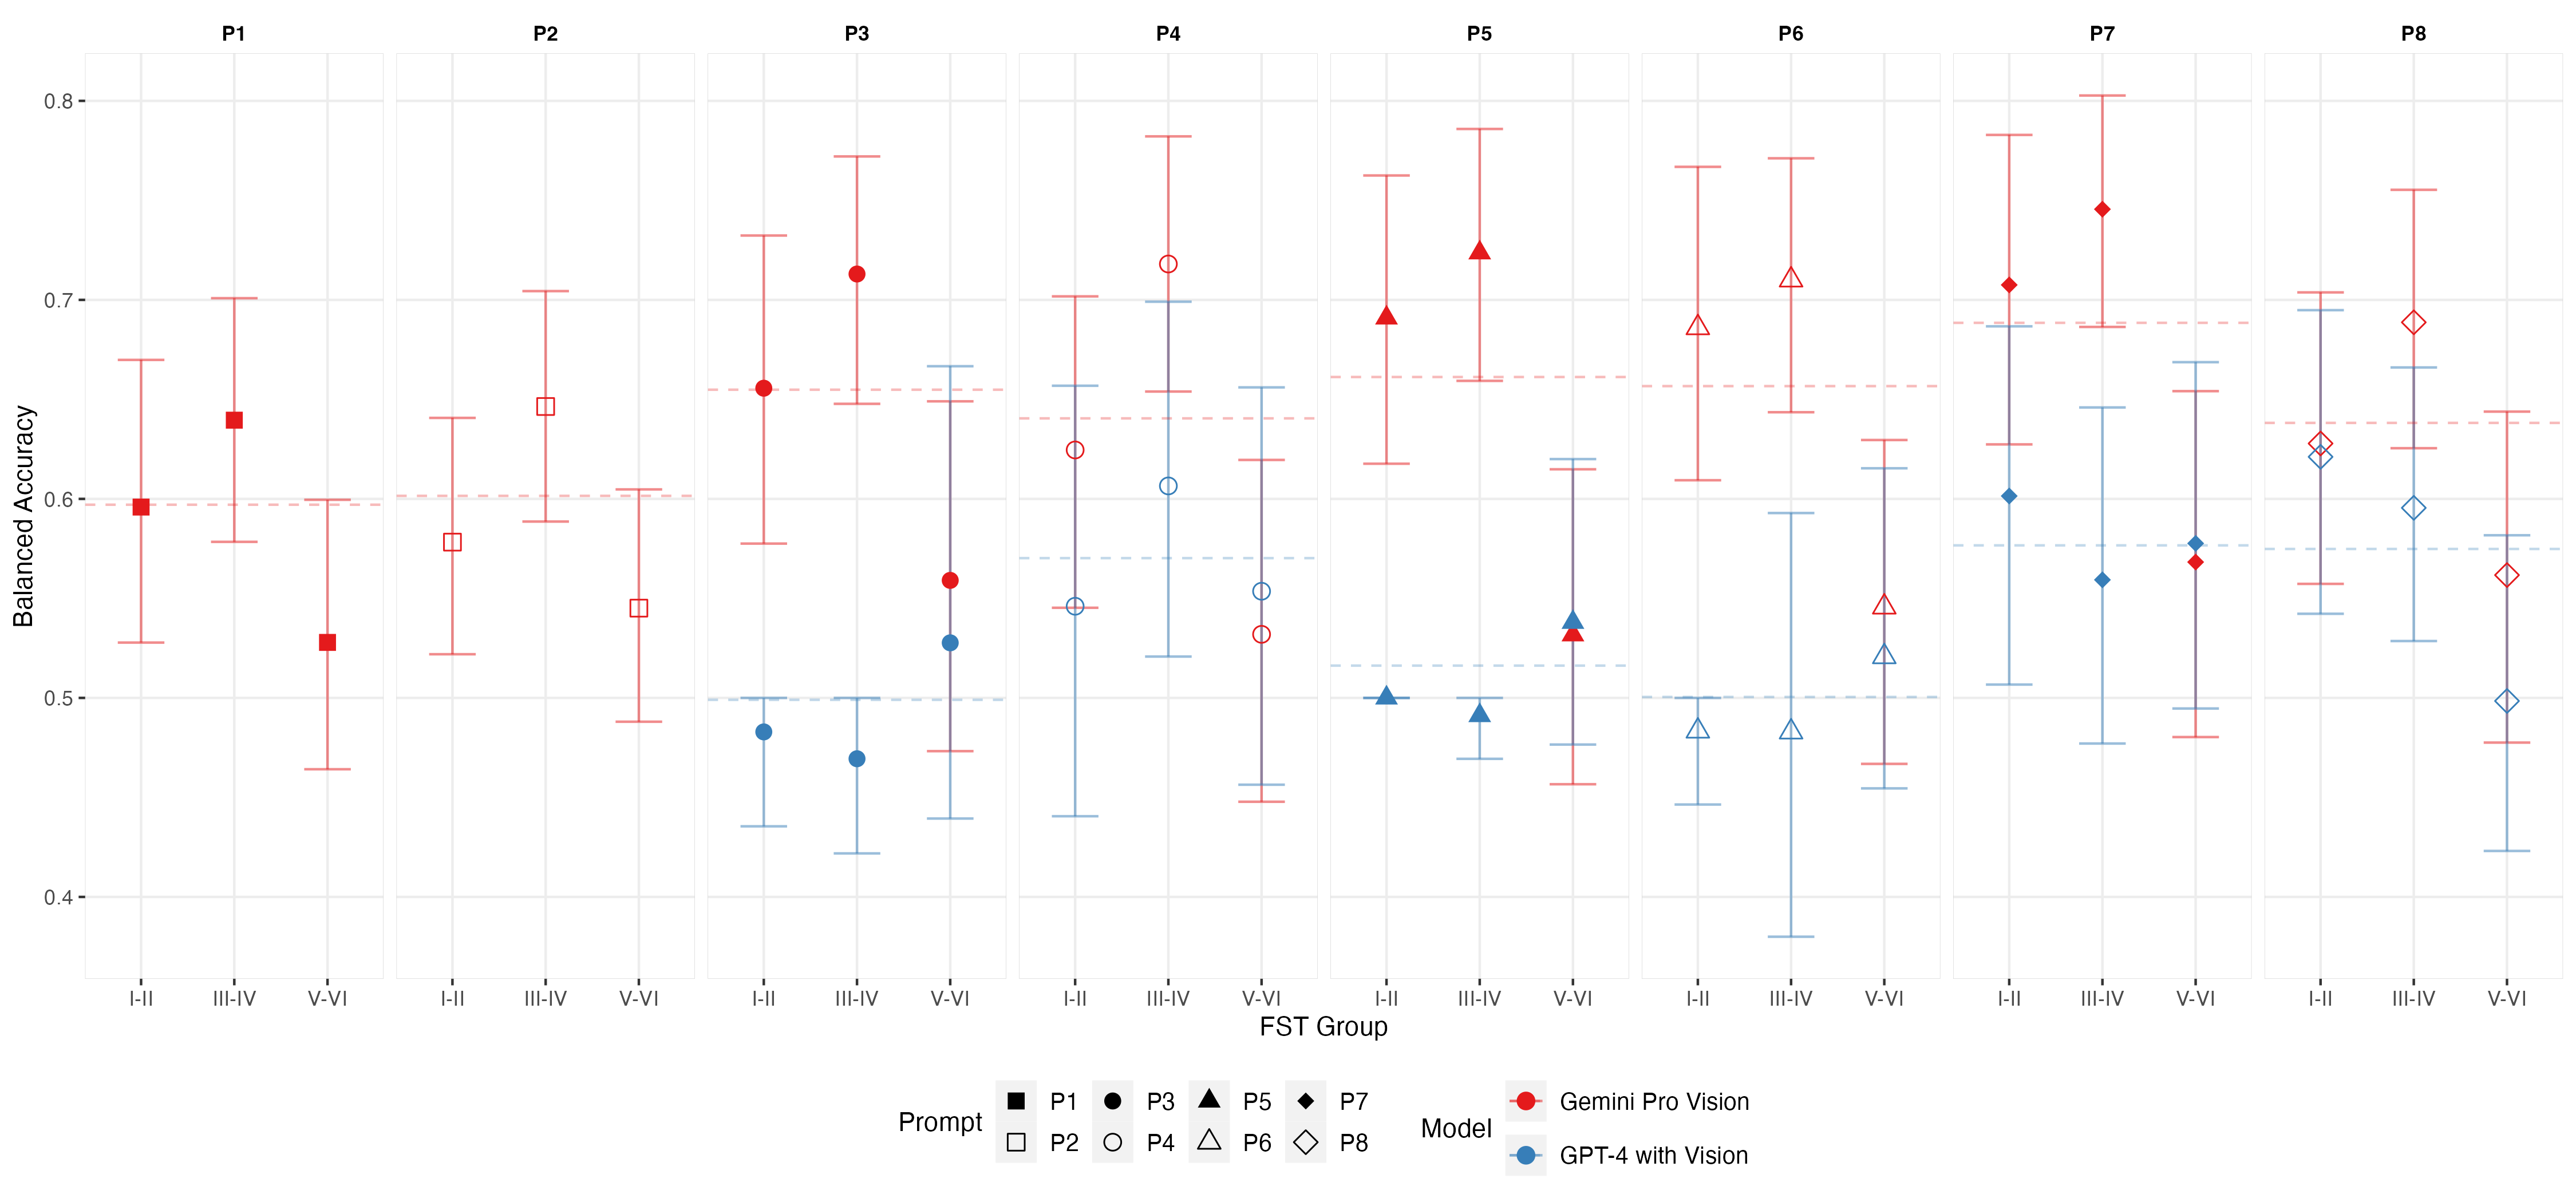 P1 P2 P3 P4 P5 P6 P7 P8
Balanced Accuracy
0.8
0.7
0.6
0.5
0.4
I-II III-IV V-VI I-II III-IV V-VI I-II III-IV V-VI I-II III-IV V-VI I-II III-IV V-VI I-II III-IV V-VI I-II III-IV V-VI I-II III-IV V-VI
FST Group
Prompt
P1 P3 P5 P7
P2 P4 P6 P8
Model
Gemini Pro Vision
GPT-4 with Vision